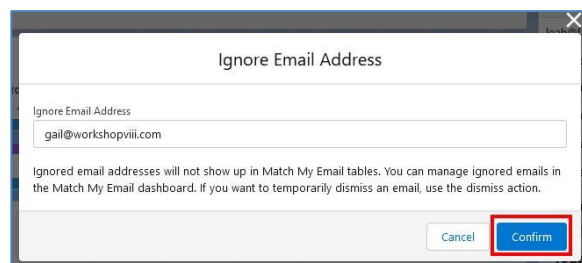 Ignore Email Address
Ignore Email Address
gail@workshopviii.com
Ignored email addresses will not show up in Match My Email tables. You can manage ignored emails in
the Match My Email dashboard. If you want to temporarily dismiss an email, use the dismiss action.
Cancel
Confirm